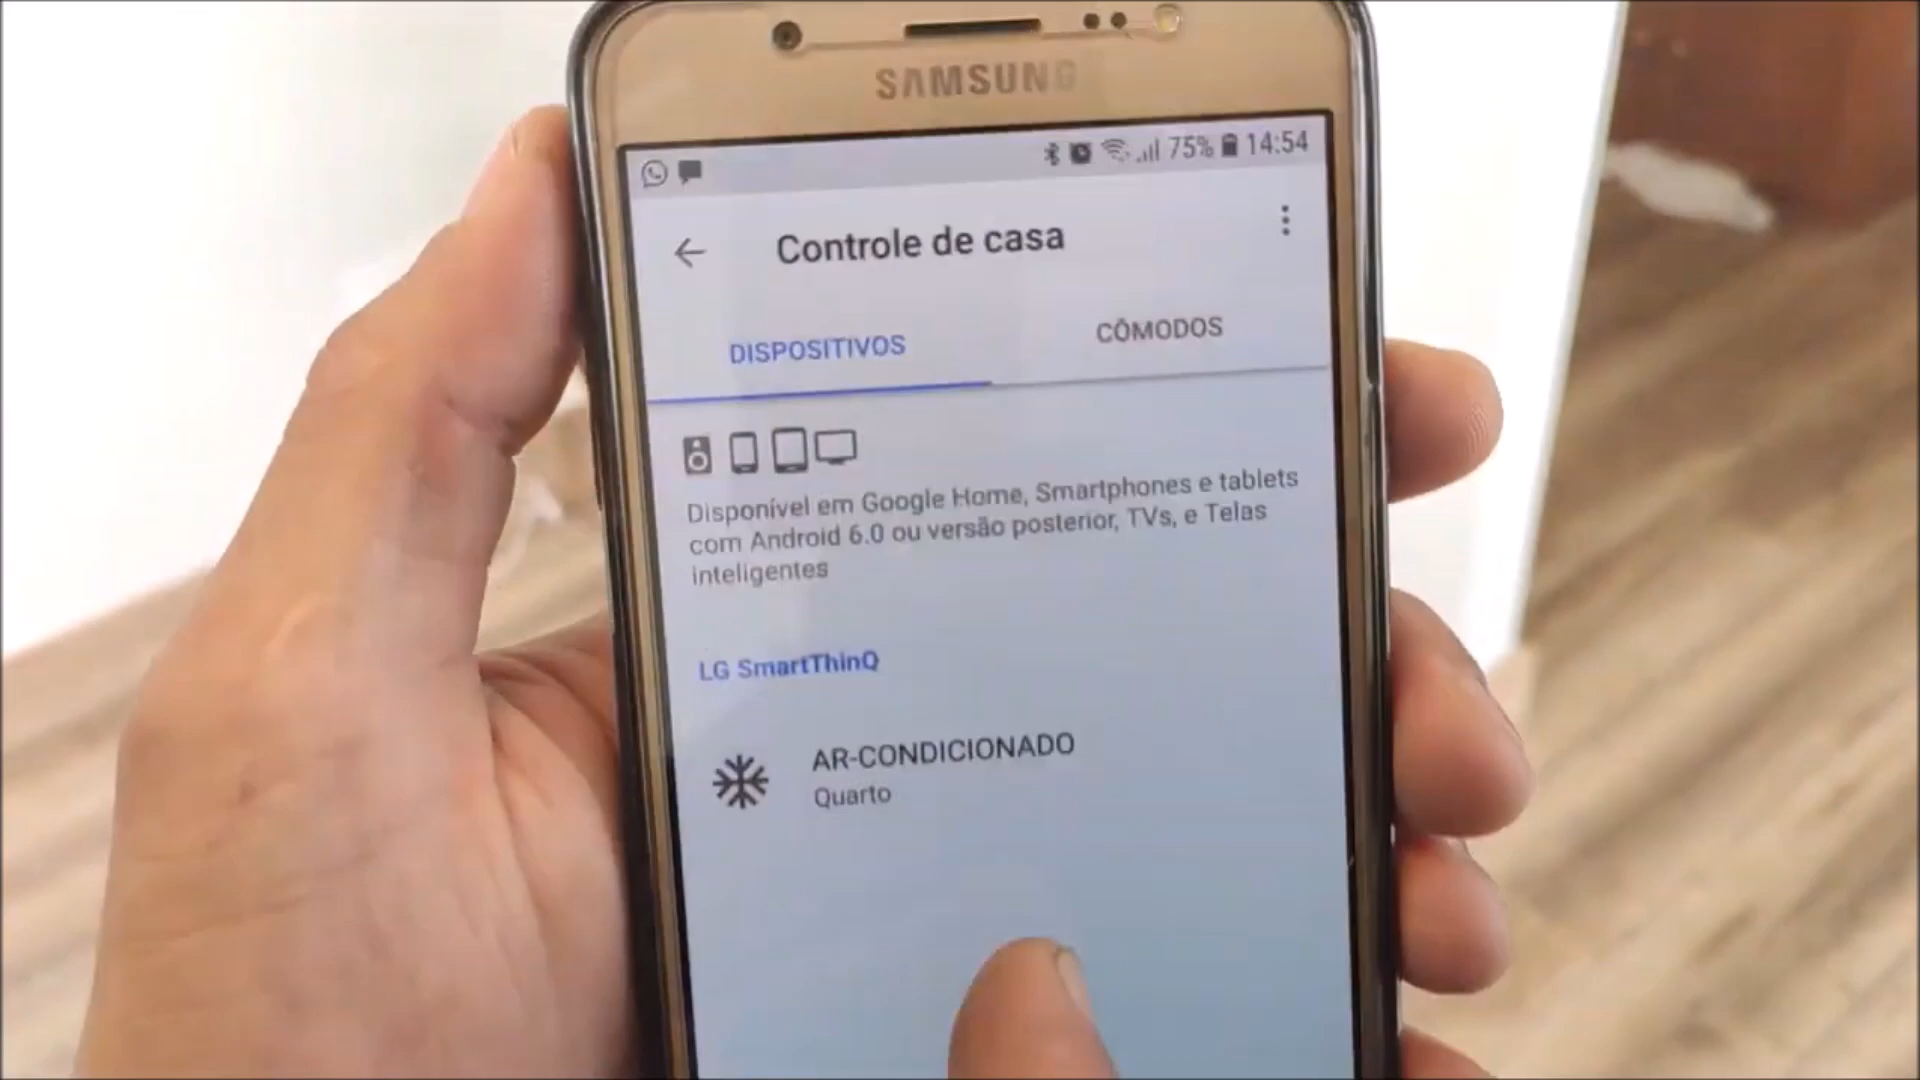 SAMSUNG
75% 14:54
Controle de casa
DISPOSITIVOS CÔMODOS
Disponível em Google Home, Smartphones e tablets
com Android 6.0 ou versão posterior, TVs, e Telas
inteligentes
LG SmartThinQ
AR-CONDICIONADO
Quarto